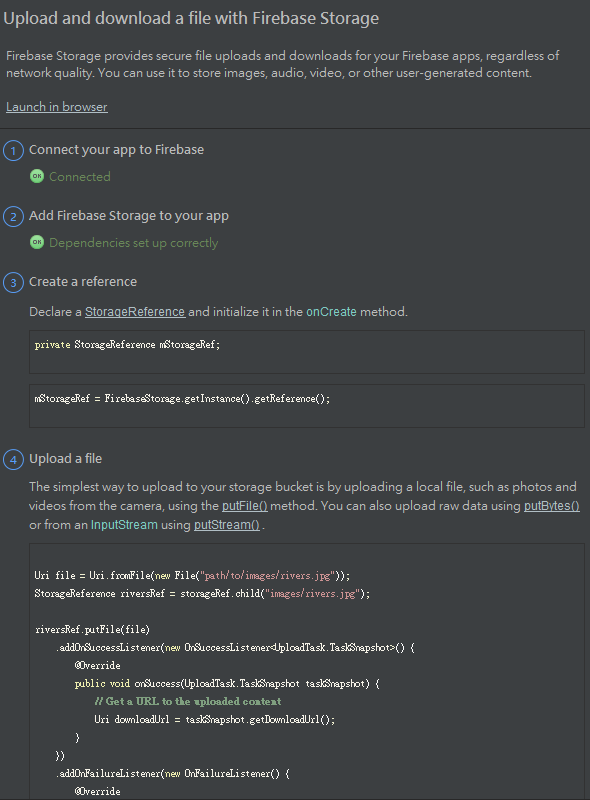 Upload and download a file with Firebase Storage
Firebase Storage provides secure file uploads and downloads for your Firebase apps, regardless of
network quality. You can use it to store images, audio, video, or other user-generated content.
Launch in browser
1 Connect your app to Firebase
OK Connected
2 Add Firebase Storage to your app
OK Dependencies set up correctly
3 Create a reference
Declare a StorageReference and initialize it in the onCreate method.
private StorageReference mStorageRef;
mStorageRef = FirebaseStorage.getInstance().getReference();
4 Upload a file
The simplest way to upload to your storage bucket is by uploading a local file, such as photos and
videos from the camera, using the putFile() method. You can also upload raw data using putBytes()
or from an InputStream using putStream() .
Uri file = Uri.fromFile(new File("path/to/images/rivers.jpg"));
StorageReference riversRef = storageRef.child("images/rivers.jpg");
riversRef.putFile(file)
.addOnSuccessListener(new OnSuccessListener<UploadTask.TaskSnapshot>() {
@Override
public void onSuccess(UploadTask.TaskSnapshot taskSnapshot) {
// Get a URL to the uploaded content
Uri downloadUrl = taskSnapshot.getDownloadUrl();
}
})
.addOnFailureListener(new OnFailureListener() {
@Override